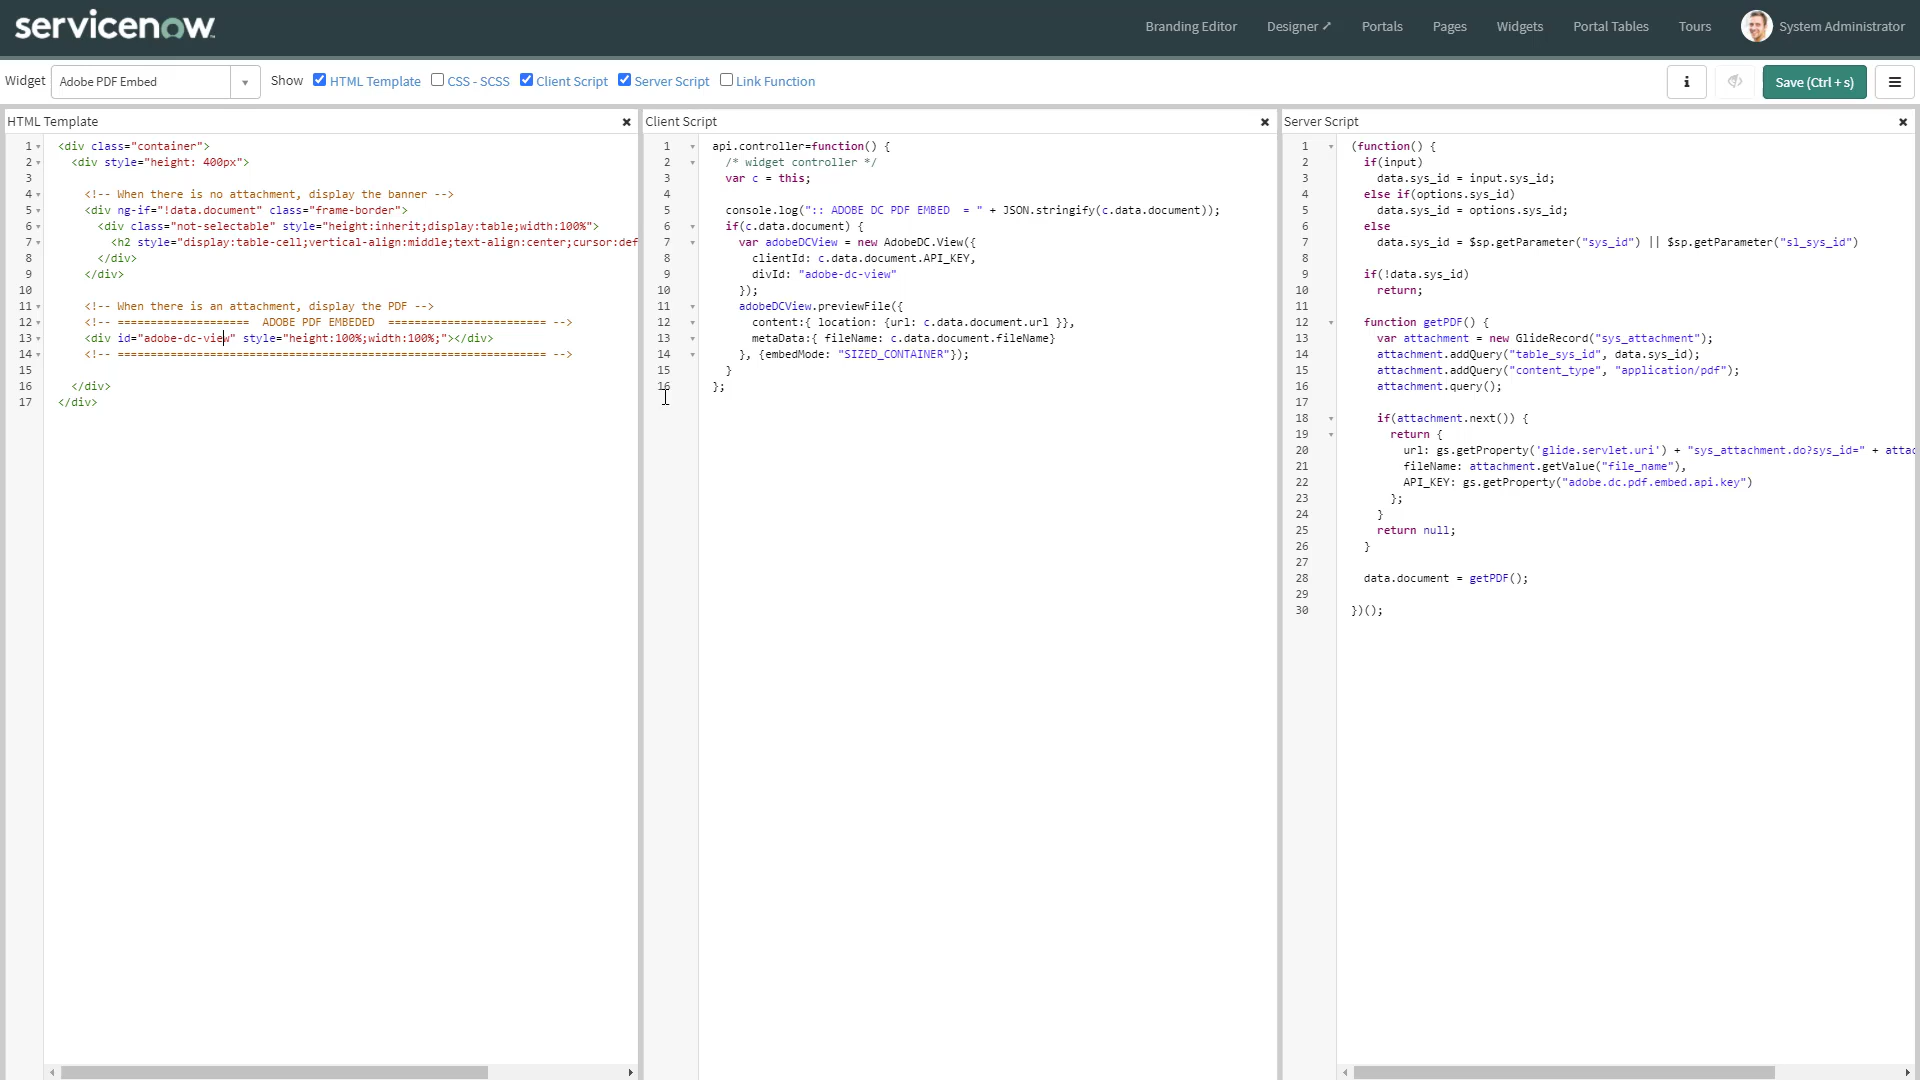 servicenow
Branding Editor Designer Portals Pages Widgets Portal Tables Tours System Administrator
Widget Adobe PDF Embed Show HTML Template CSS - SCSS Client Script Server Script Link Function Save (Ctrl + s)
HTML Template
1 <div class="container">
2 <div style="height: 400px">
3
4 <!-- When there is no attachment, display the banner -->
5 <div ng-if="!data.document" class="frame-border">
6 <div class="not-selectable" style="height:inherit;display:table;width:100%">
7 <h2 style="display:table-cell;vertical-align:middle;text-align:center;cursor:def
8 </div>
9 </div>
10
11 <!-- When there is an attachment, display the PDF -->
12 <!-- ==================== ADOBE PDF EMBEDED ======================== -->
13 <div id="adobe-dc-view" style="height:100%;width:100%;"></div>
14 <!-- ================================================================= -->
15
16 </div>
17 </div>
Client Script
1 api.controller=function() {
2 /* widget controller */
3 var c = this;
4
5 console.log(":: ADOBE DC PDF EMBED  = " + JSON.stringify(c.data.document));
6 if(c.data.document) {
7 var adobeDCView = new AdobeDC.View({
8 clientId: c.data.document.API_KEY,
9 divId: "adobe-dc-view"
10 });
11 adobeDCView.previewFile({
12 content:{ location: {url: c.data.document.url }},
13 metaData:{ fileName: c.data.document.fileName}
14 }, {embedMode: "SIZED_CONTAINER"});
15 }
16 };
Server Script
1 (function() {
2 if(input)
3 data.sys_id = input.sys_id;
4 else if(options.sys_id)
5 data.sys_id = options.sys_id;
6 else
7 data.sys_id = $sp.getParameter("sys_id") || $sp.getParameter("sl_sys_id")
8
9 if(!data.sys_id)
10 return;
11
12 function getPDF() {
13 var attachment = new GlideRecord("sys_attachment");
14 attachment.addQuery("table_sys_id", data.sys_id);
15 attachment.addQuery("content_type", "application/pdf");
16 attachment.query();
17
18 if(attachment.next()) {
19 return {
20 url: gs.getProperty('glide.servlet.uri') + "sys_attachment.do?sys_id=" + attac
21 fileName: attachment.getValue("file_name"),
22 API_KEY: gs.getProperty("adobe.dc.pdf.embed.api.key")
23 };
24 }
25 return null;
26 }
27
28 data.document = getPDF();
29
30 })();